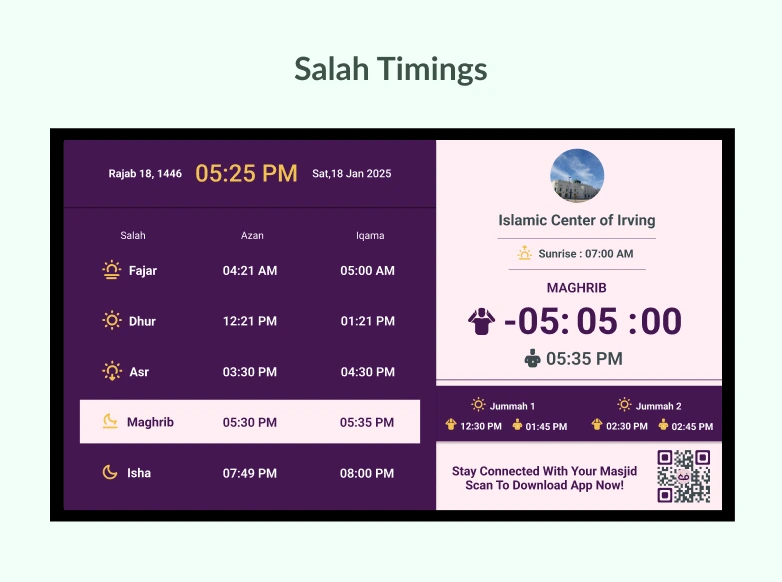 Salah Timings
Rajab 18, 1446 05:25 PM Sat,18 Jan 2025
Salah Azan Iqama
Fajar 04:21 AM 05:00 AM
Dhur 12:21 PM 01:21 PM
Asr 03:30 PM 04:30 PM
Maghrib 05:30 PM 05:35 PM
Isha 07:49 PM 08:00 PM
Islamic Center of Irving
Sunrise : 07:00 AM
MAGHRIB
-05: 05 :00
05:35 PM
Jummah 1 Jummah 2
12:30 PM 01:45 PM 02:30 PM 02:45 PM
Stay Connected With Your Masjid
Scan To Download App Now!